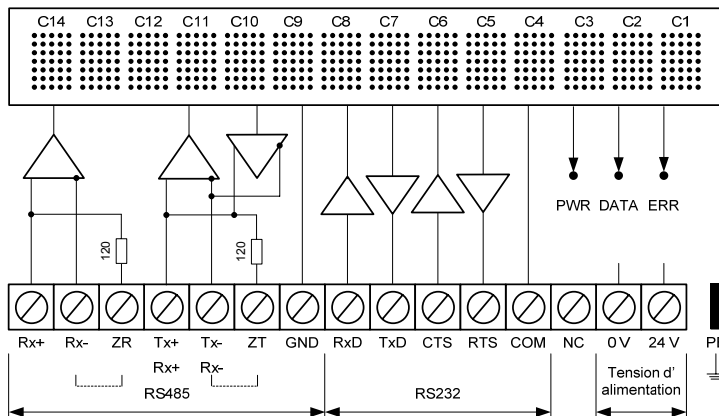 C14 C13 C12 C11 C10 C9 C8 C7 C6 C5 C4 C3 C2 C1
PWR DATA ERR
120 120
Rx+ Rx- ZR Tx+ Tx- ZT GND RxD TxD CTS RTS COM NC 0 V 24 V
Rx+ Rx-
RS485 RS232 Tension d'
alimentation